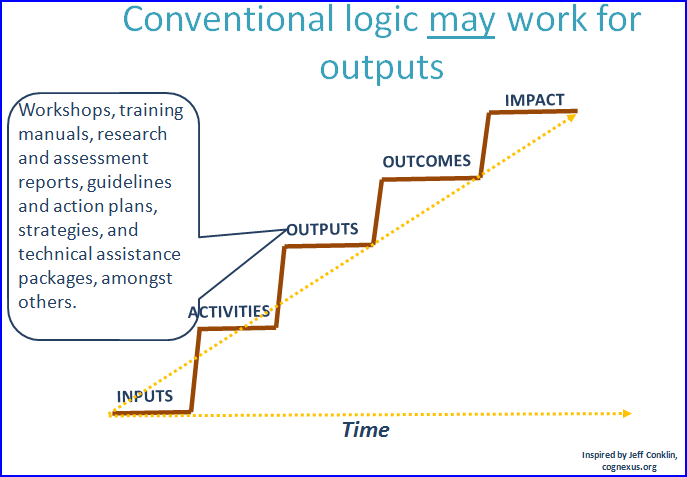 Conventional logic may work for
outputs
Workshops, training
manuals, research
and assessment
reports, guidelines
and action plans,
strategies, and
technical assistance
packages, amongst
others.
IMPACT
OUTCOMES
OUTPUTS
ACTIVITIES
INPUTS
Time
Inspired by Jeff Conklin,
cognexus.org